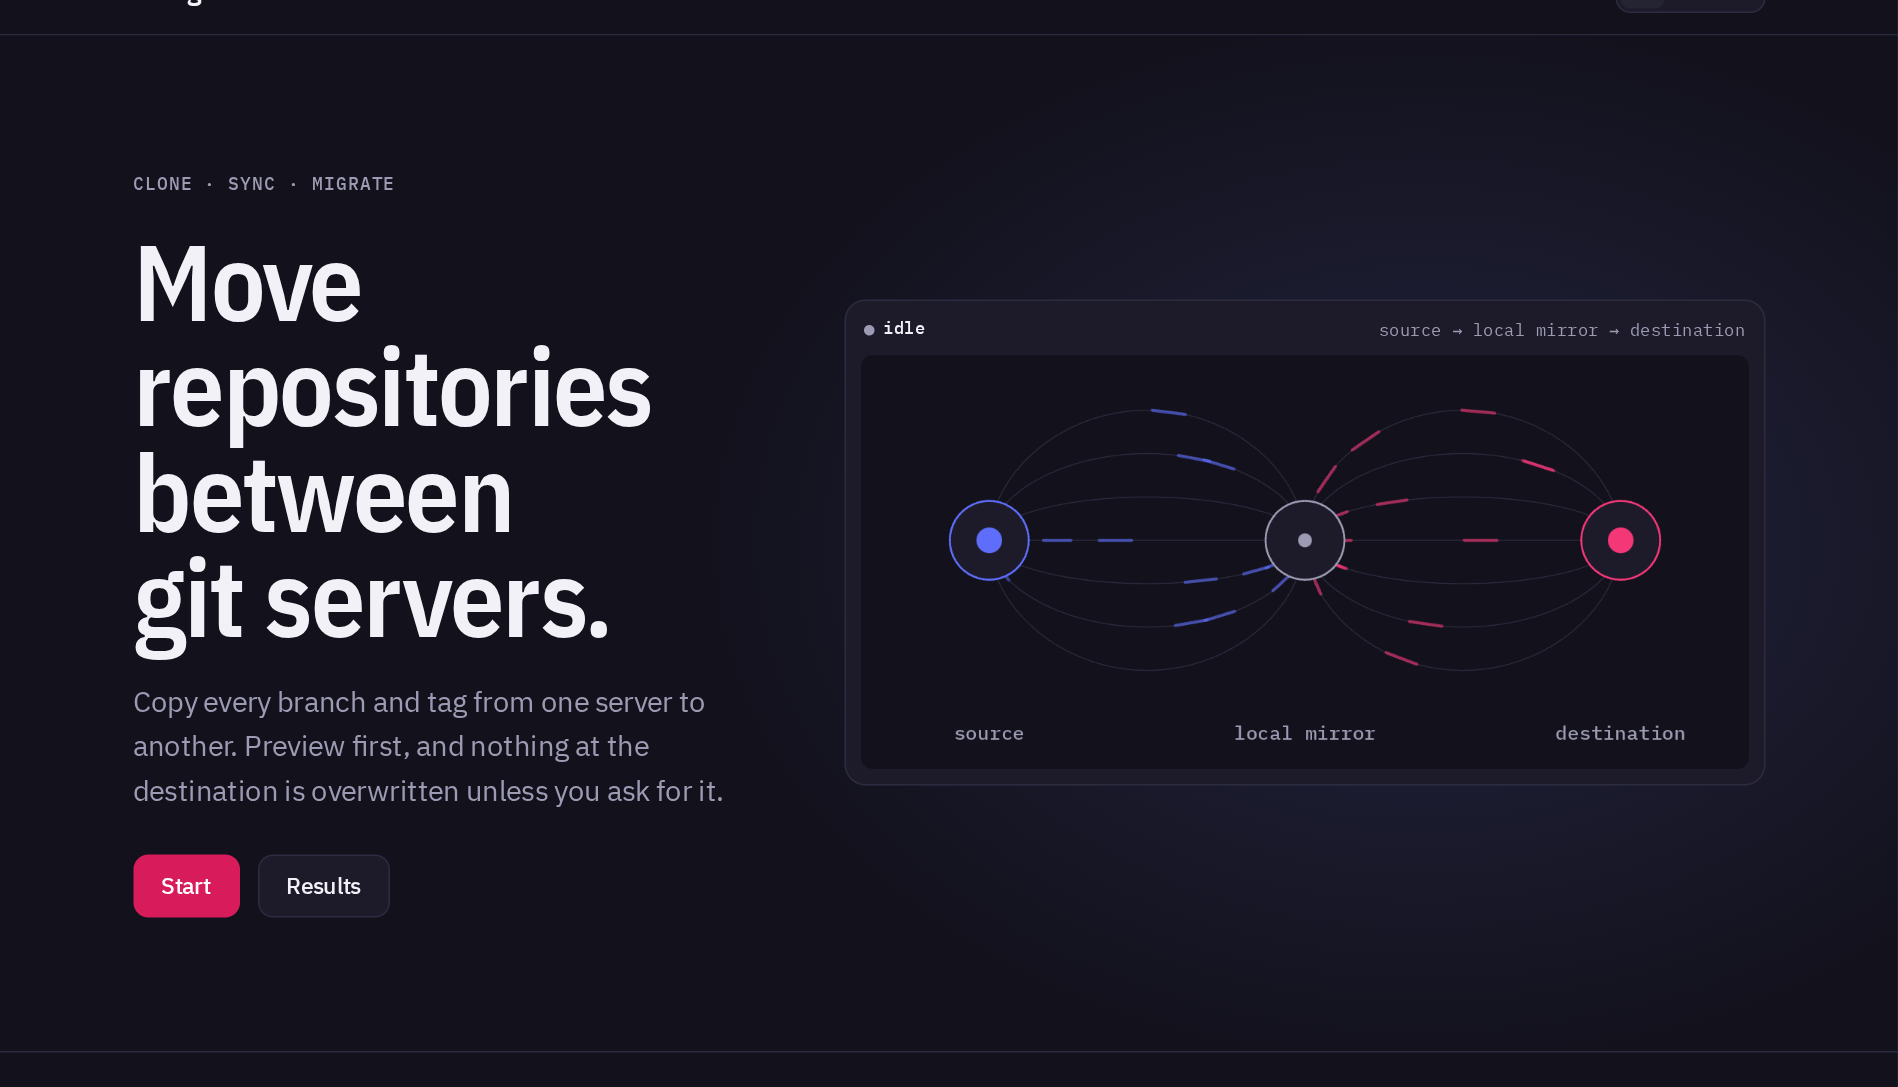 CLONE · SYNC · MIGRATE
Move
repositories
between
git servers.
Copy every branch and tag from one server to
another. Preview first, and nothing at the
destination is overwritten unless you ask for it.
Start
Results
idle
source → local mirror → destination
source
local mirror
destination